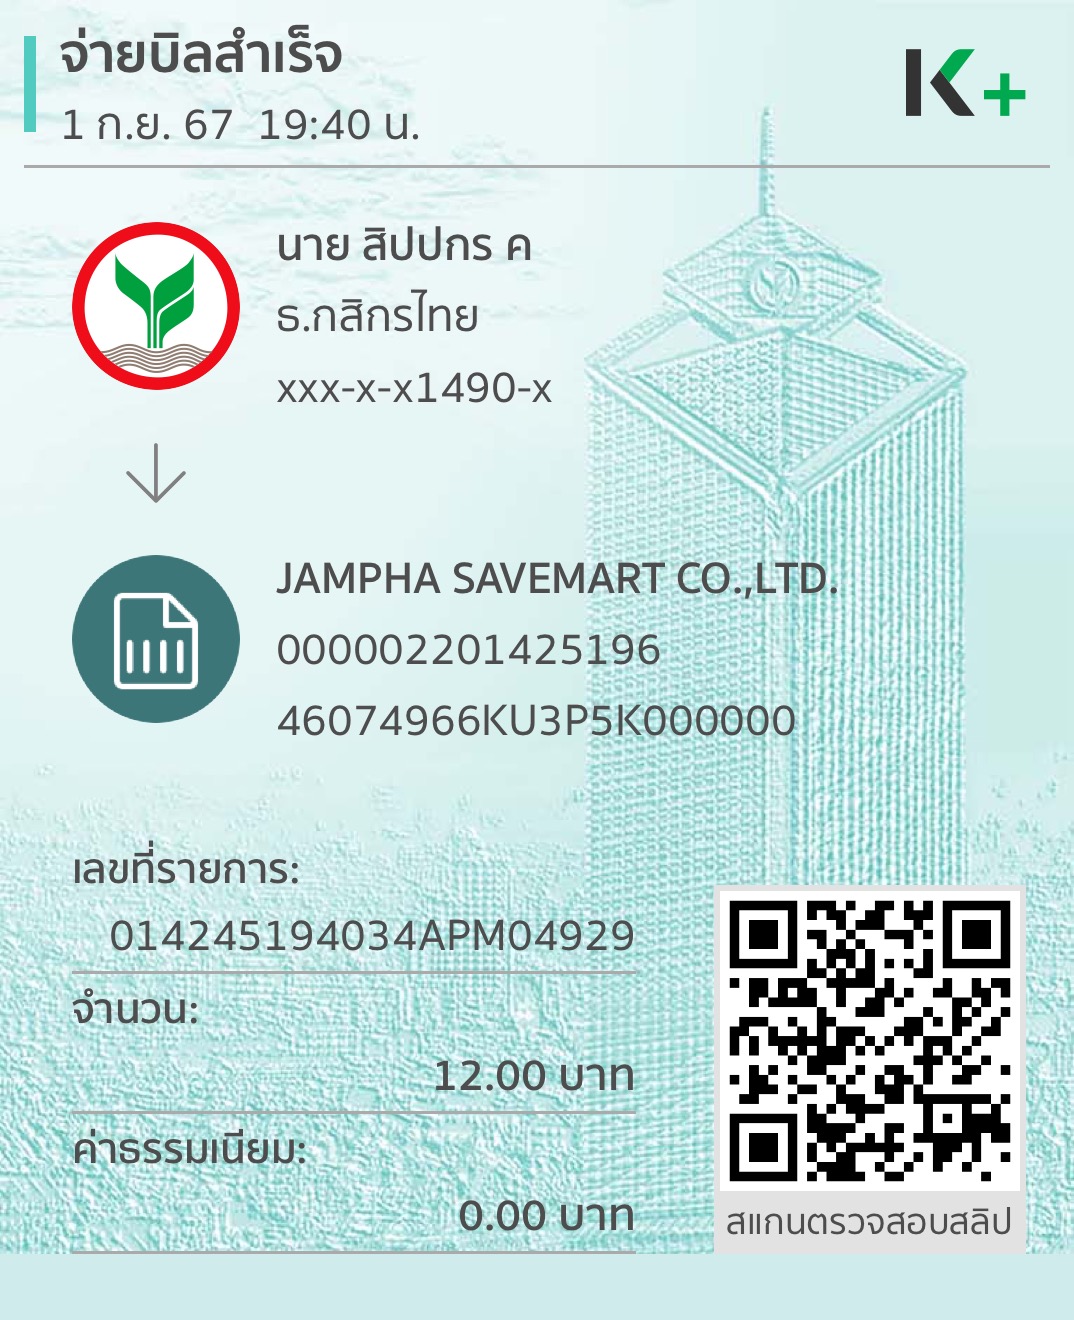 จ่ายบิลสำเร็จ
1 ก.ย. 67 19:40 น.
K+
นาย สิปปกร ค
ธ.กสิกรไทย
xxx-x-x1490-x
JAMPHA SAVEMART CO.,LTD.
000002201425196
46074966KU3P5K000000
เลขที่รายการ:
014245194034APM04929
จำนวน:
12.00 บาท
ค่าธรรมเนียม:
0.00 บาท
สแกนตรวจสอบสลิป